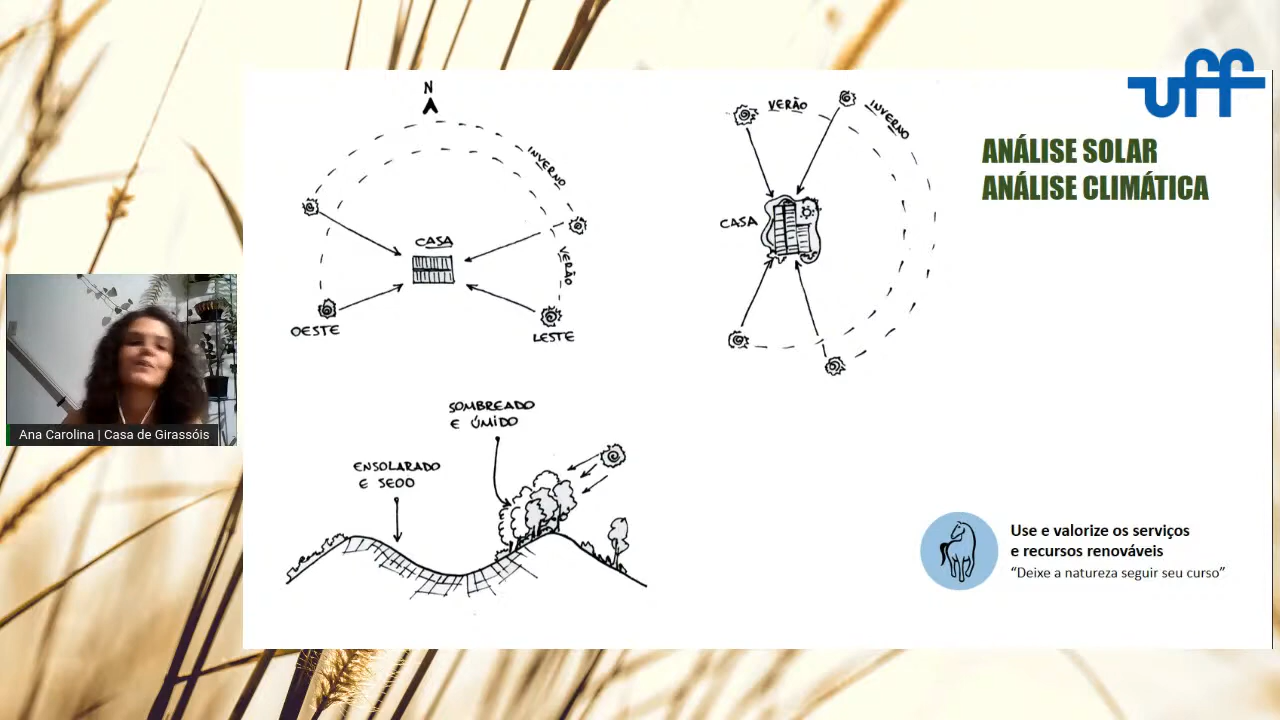 uff
ANÁLISE SOLAR
ANÁLISE CLIMÁTICA
N
INVERNO
CASA
VERÃO
OESTE
LESTE
VERÃO
INVERNO
CASA
SOMBREADO
E ÚMIDO
ENSOLARADO
E SECO
Ana Carolina | Casa de Girassóis
Use e valorize os serviços
e recursos renováveis
“Deixe a natureza seguir seu curso”